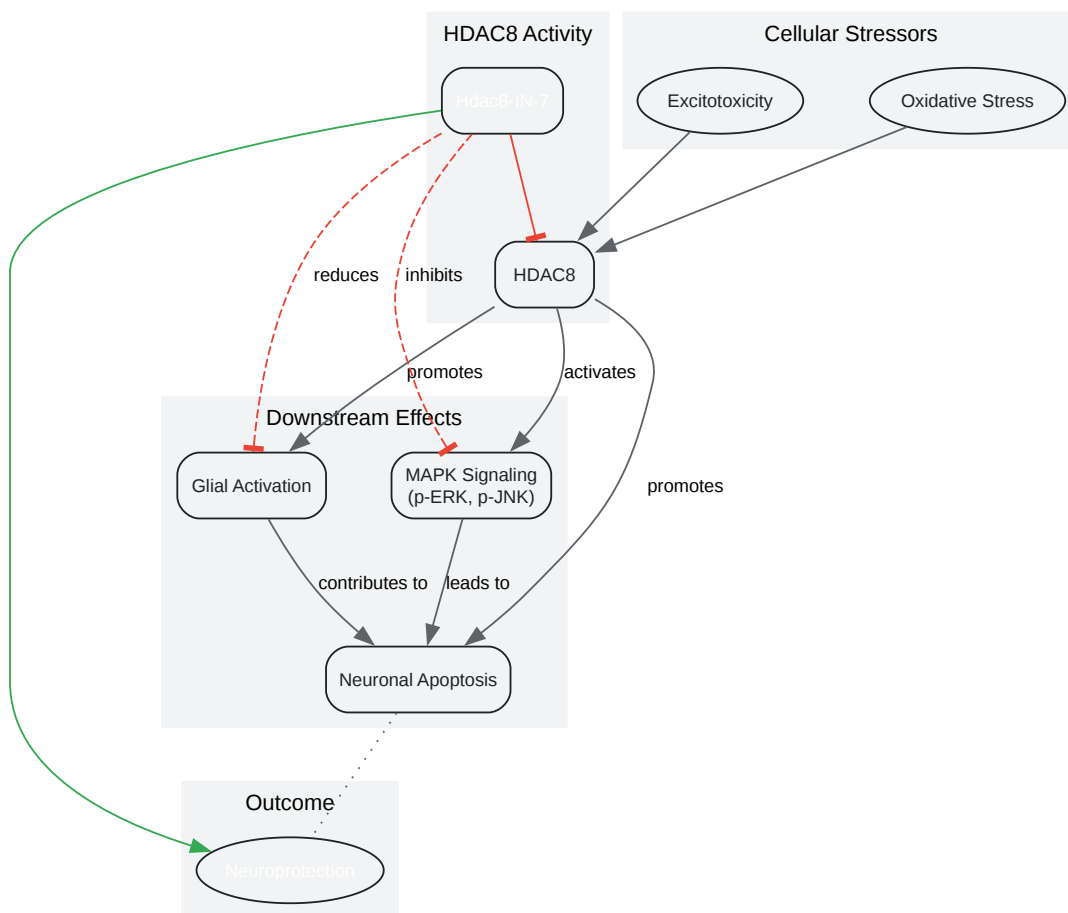 HDAC8 Activity
Cellular Stressors
Hdac8-IN-7
Excitotoxicity
Oxidative Stress
reduces
inhibits
HDAC8
promotes
activates
Downstream Effects
Glial Activation
MAPK Signaling
(p-ERK, p-JNK)
promotes
contributes to
leads to
Neuronal Apoptosis
Outcome
Neuroprotection